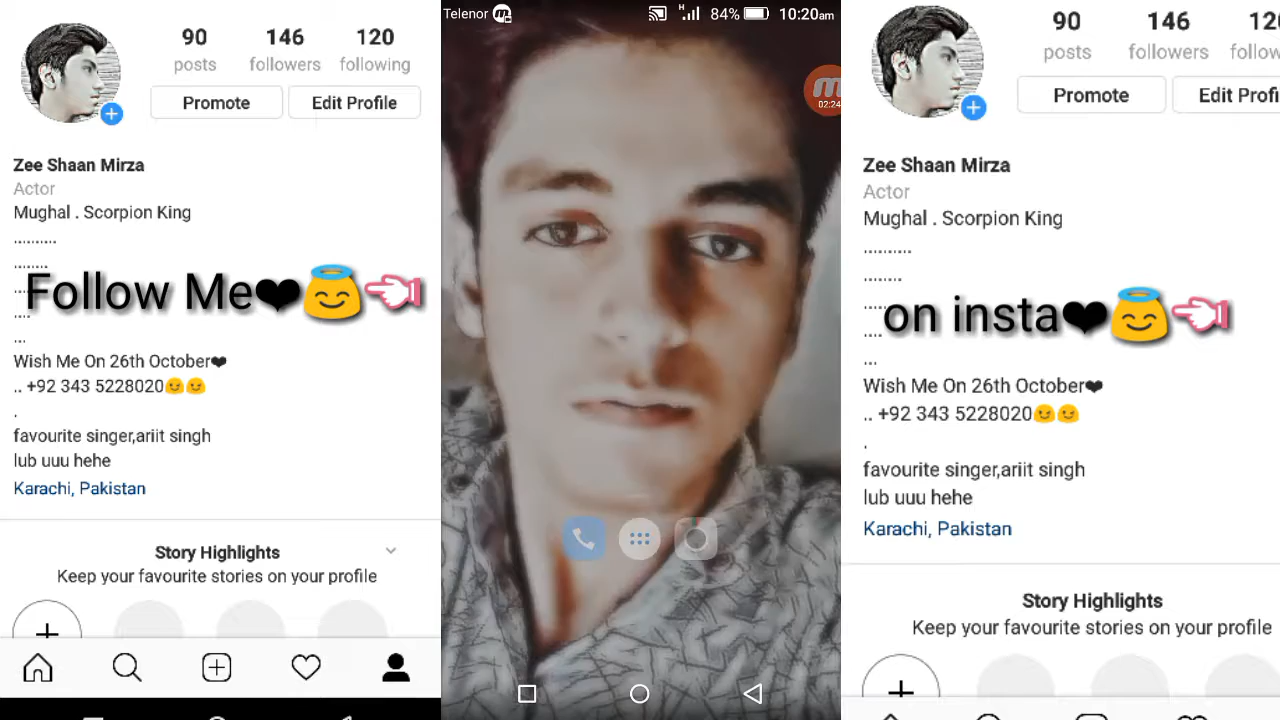 90 146 120
posts followers following
Promote Edit Profile
Zee Shaan Mirza
Actor
Mughal . Scorpion King
..........
........
Follow Me❤😇👈
....
...
Wish Me On 26th October❤
.. +92 343 5228020😉😉
.
favourite singer,ariit singh
lub uuu hehe
Karachi, Pakistan
Story Highlights
Keep your favourite stories on your profile
Telenor H 84% 10:20am
02:24
90 146 120
posts followers follow
Promote Edit Profi
Zee Shaan Mirza
Actor
Mughal . Scorpion King
..........
........
on insta❤😇👈
....
...
Wish Me On 26th October❤
.. +92 343 5228020😉😉
.
favourite singer,ariit singh
lub uuu hehe
Karachi, Pakistan
Story Highlights
Keep your favourite stories on your profile